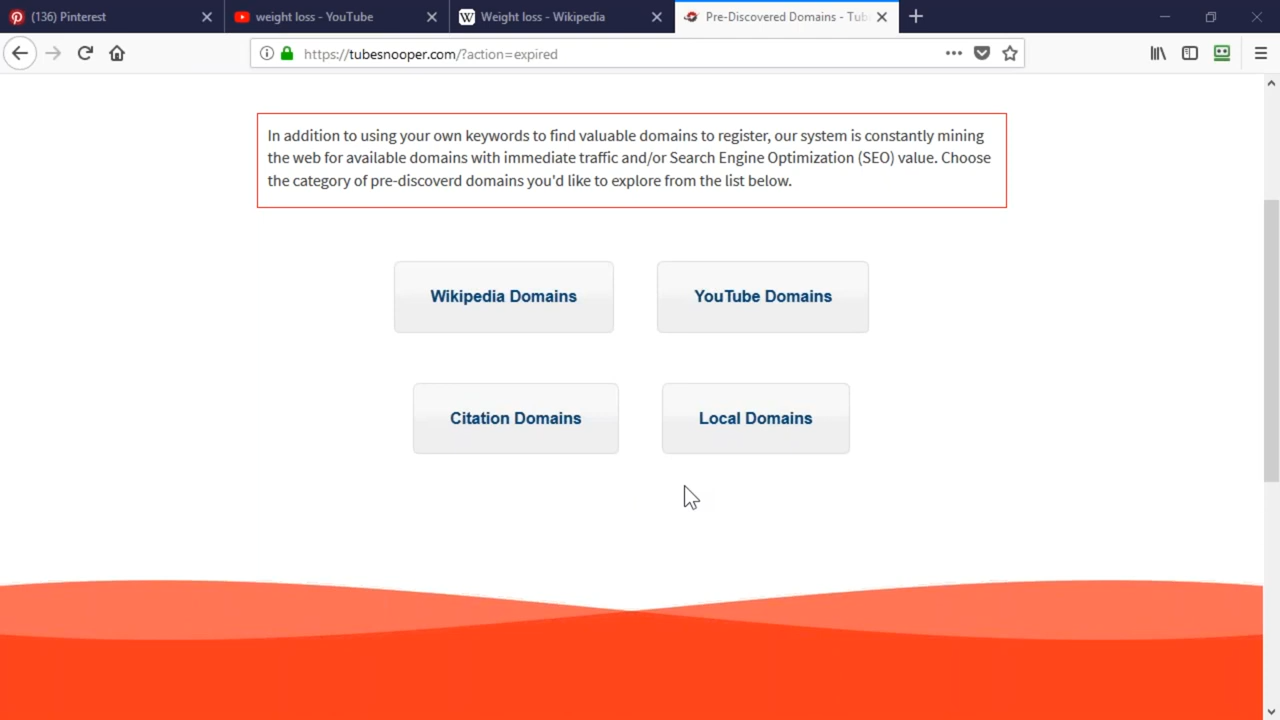 (136) Pinterest
weight loss - YouTube
Weight loss - Wikipedia
Pre-Discovered Domains - Tub
https://tubesnooper.com/?action=expired
In addition to using your own keywords to find valuable domains to register, our system is constantly mining
the web for available domains with immediate traffic and/or Search Engine Optimization (SEO) value. Choose
the category of pre-discoverd domains you'd like to explore from the list below.
Wikipedia Domains
YouTube Domains
Citation Domains
Local Domains